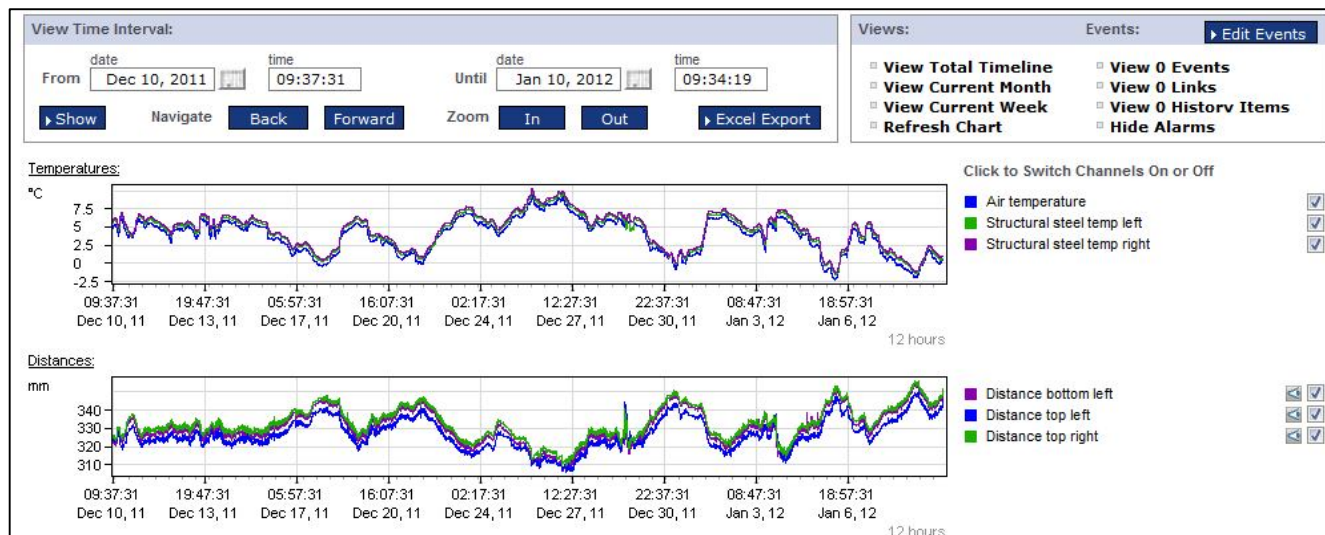 View Time Interval:
date time date time
From Dec 10, 2011 09:37:31 Until Jan 10, 2012 09:34:19
Show Navigate Back Forward Zoom In Out Excel Export
Views: Events: Edit Events
View Total Timeline View 0 Events
View Current Month View 0 Links
View Current Week View 0 History Items
Refresh Chart Hide Alarms
Temperatures:
°C
7.5
5
2.5
0
-2.5
09:37:31 19:47:31 05:57:31 16:07:31 02:17:31 12:27:31 22:37:31 08:47:31 18:57:31
Dec 10, 11 Dec 13, 11 Dec 17, 11 Dec 20, 11 Dec 24, 11 Dec 27, 11 Dec 30, 11 Jan 3, 12 Jan 6, 12
12 hours
Click to Switch Channels On or Off
Air temperature
Structural steel temp left
Structural steel temp right
Distances:
mm
340
330
320
310
09:37:31 19:47:31 05:57:31 16:07:31 02:17:31 12:27:31 22:37:31 08:47:31 18:57:31
Dec 10, 11 Dec 13, 11 Dec 17, 11 Dec 20, 11 Dec 24, 11 Dec 27, 11 Dec 30, 11 Jan 3, 12 Jan 6, 12
12 hours
Distance bottom left
Distance top left
Distance top right